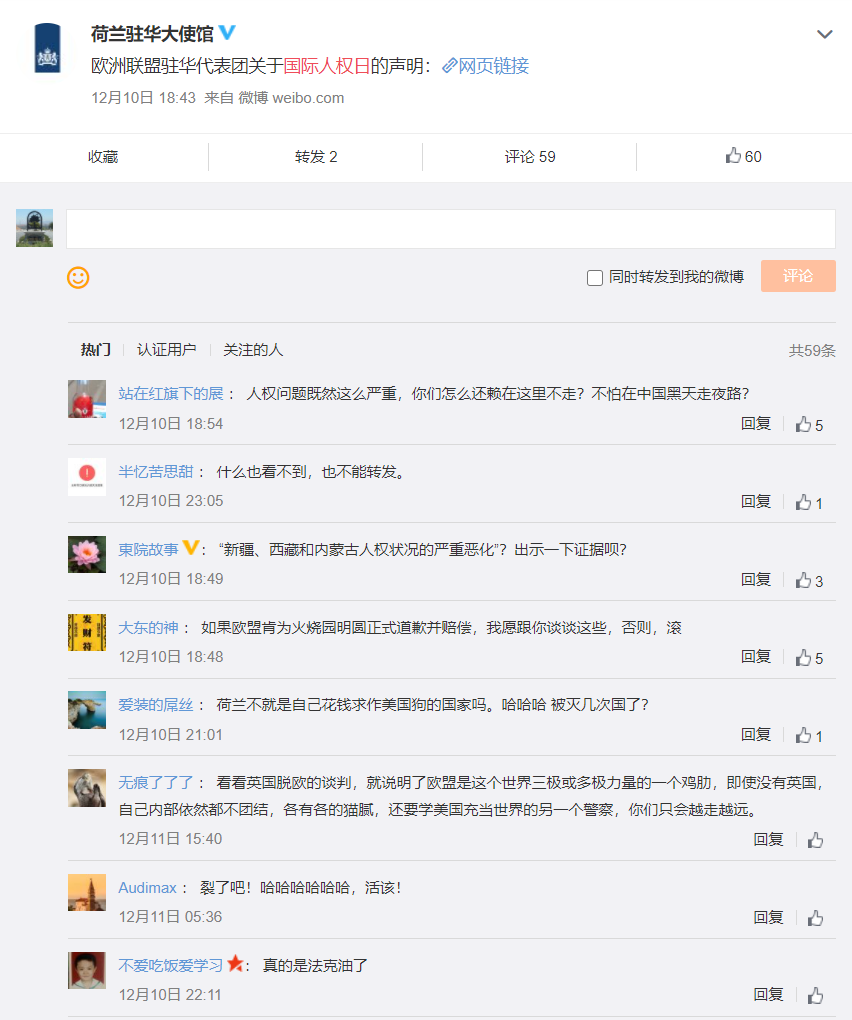 荷兰驻华大使馆
欧洲联盟驻华代表团关于国际人权日的声明：网页链接
12月10日 18:43 来自 微博 weibo.com
收藏
转发 2
评论 59
60
同时转发到我的微博
评论
热门
认证用户
关注的人
共59条
站在红旗下的展： 人权问题既然这么严重，你们怎么还赖在这里不走？不怕在中国黑天走夜路？
12月10日 18:54
回复
5
半忆苦思甜： 什么也看不到，也不能转发。
12月10日 23:05
回复
1
東院故事： “新疆、西藏和内蒙古人权状况的严重恶化”？出示一下证据呗？
12月10日 18:49
回复
3
发
财
符
大东的神： 如果欧盟肯为火烧园明圆正式道歉并赔偿，我愿跟你谈谈这些，否则，滚
12月10日 18:48
回复
5
爱装的屌丝： 荷兰不就是自己花钱求作美国狗的国家吗。哈哈哈 被灭几次国了？
12月10日 21:01
回复
1
无痕了了了： 看看英国脱欧的谈判，就说明了欧盟是这个世界三极或多极力量的一个鸡肋，即使没有英国，
自己内部依然都不团结，各有各的猫腻，还要学美国充当世界的另一个警察，你们只会越走越远。
12月11日 15:40
回复
Audimax： 裂了吧！哈哈哈哈哈哈，活该！
12月11日 05:36
回复
不爱吃饭爱学习： 真的是法克油了
12月10日 22:11
回复